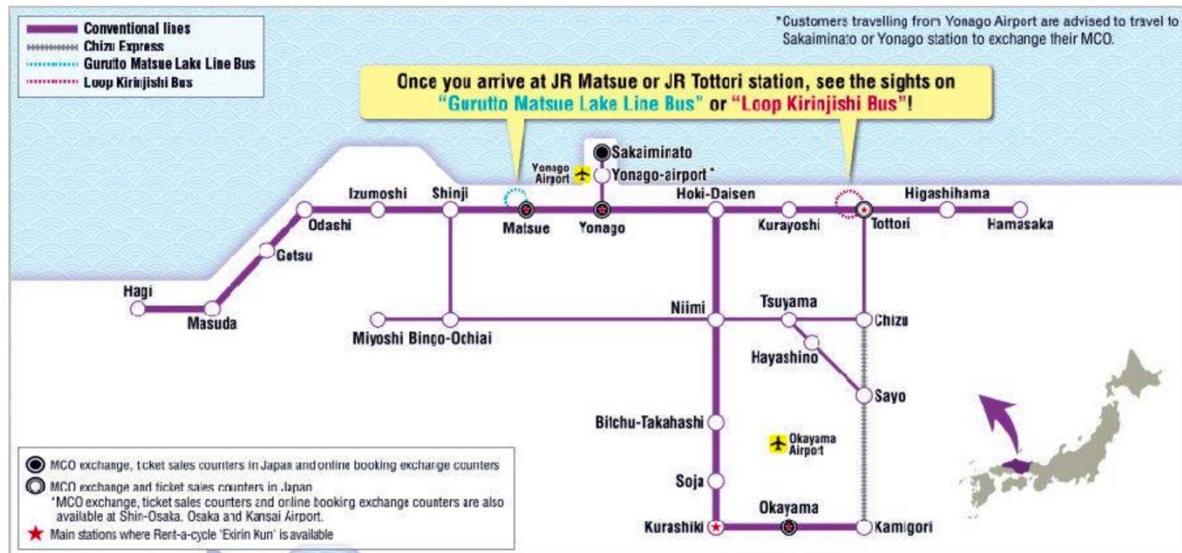 Conventional lines
Chizu Express
Gurutto Matsue Lake Line Bus
Loop Kirinjishi Bus
*Customers travelling from Yonago Airport are advised to travel to
Sakaiminato or Yonago station to exchange their MCO.
Once you arrive at JR Matsue or JR Tottori station, see the sights on
"Gurutto Matsue Lake Line Bus" or "Loop Kirinjishi Bus"!
Sakaiminato
Yonago
Airport
Yonago-airport*
Izumoshi
Shinji
Hoki-Daisen
Higashihama
Odashi
Matsue
Yonago
Kurayoshi
Tottori
Hamasaka
Gotsu
Hagi
Masuda
Niimi
Tsuyama
Chizu
Miyoshi
Bingo-Ochiai
Hayashino
Sayo
Bitchu-Takahashi
Okayama
Airport
Soja
Okayama
Kurashiki
Kamigori
MCO exchange, ticket sales counters in Japan and online booking exchange counters
MCO exchange and ticket sales counters in Japan
*MCO exchange, ticket sales counters and online booking exchange counters are also
available at Shin-Osaka, Osaka and Kansai Airport.
Main stations where Rent-a-cycle 'Ekirin Kun' is available